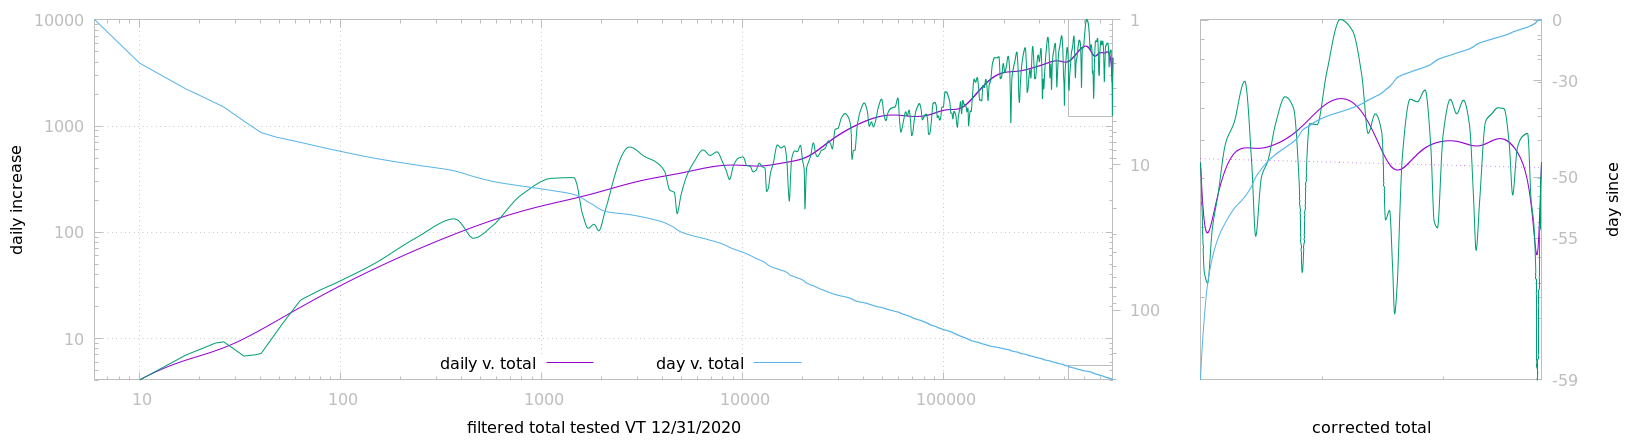 10000
1000
100
10
daily increase
10
100
1000
10000
100000
filtered total tested VT 12/31/2020
daily v. total
day v. total
1
10
100
0
-30
-50
-55
-59
day since
corrected total